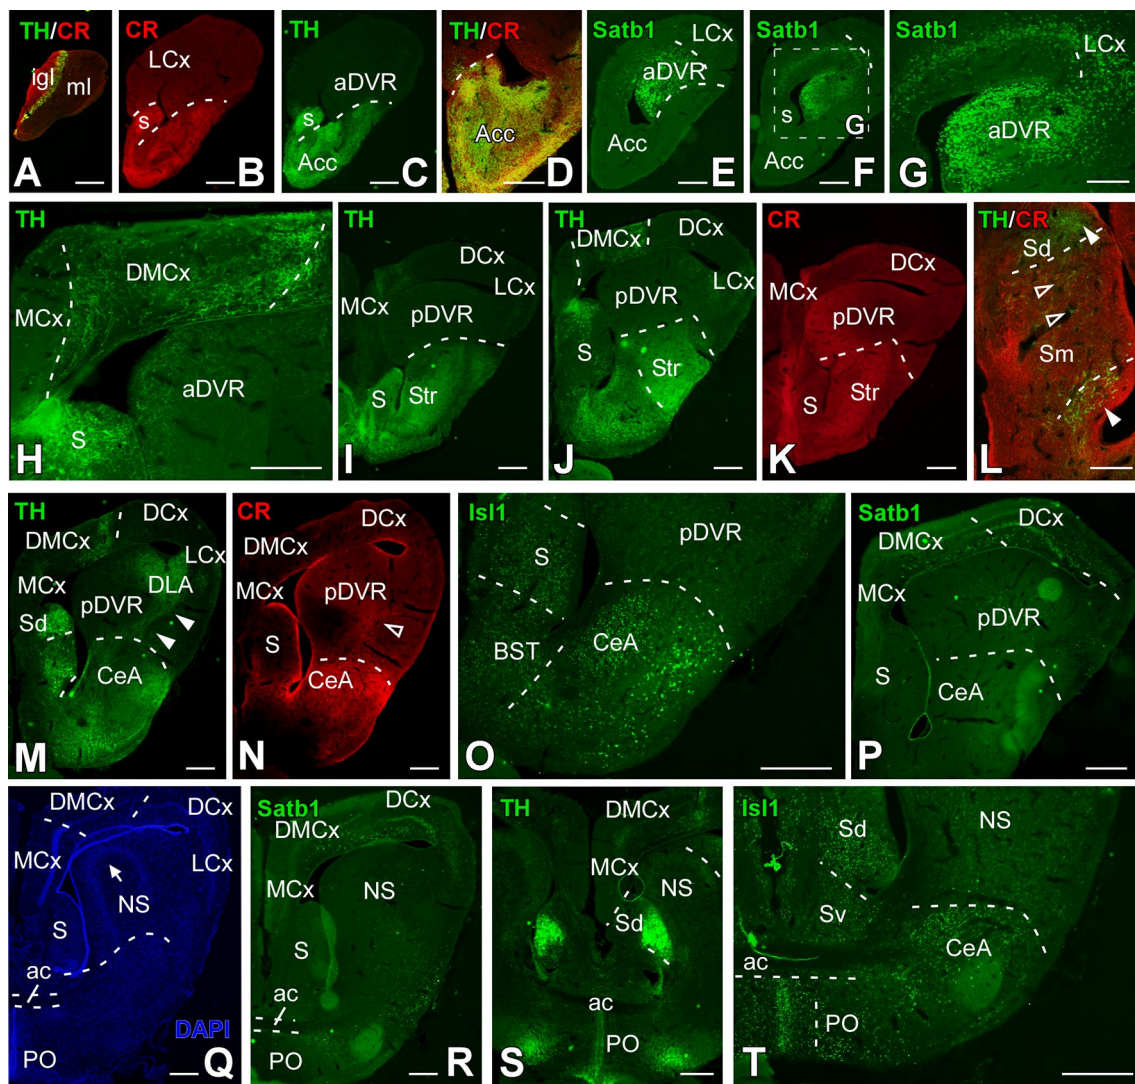 TH/CR
igl
ml
A
CR
LCx
s
B
TH
aDVR
s
Acc
C
TH/CR
Acc
D
Satb1
LCx
aDVR
Acc
E
Satb1
s
G
Acc
F
Satb1
LCx
aDVR
G
TH
DMCx
MCx
aDVR
S
H
TH
DCx
MCx
LCx
pDVR
S
Str
I
TH
DMCx
DCx
pDVR
LCx
S
Str
J
CR
DCx
MCx
pDVR
Str
S
K
TH/CR
Sd
Sm
L
TH
DCx
DMCx
LCx
MCx
DLA
pDVR
Sd
CeA
M
CR
DCx
DMCx
MCx
pDVR
S
CeA
N
Isl1
S
pDVR
BST
CeA
O
Satb1
DCx
DMCx
MCx
pDVR
S
CeA
P
DMCx
DCx
MCx
LCx
NS
S
ac
DAPI
PO
Q
Satb1
DCx
DMCx
MCx
NS
S
ac
PO
R
TH
DMCx
MCx
NS
Sd
ac
PO
S
Isl1
Sd
NS
Sv
CeA
ac
PO
T